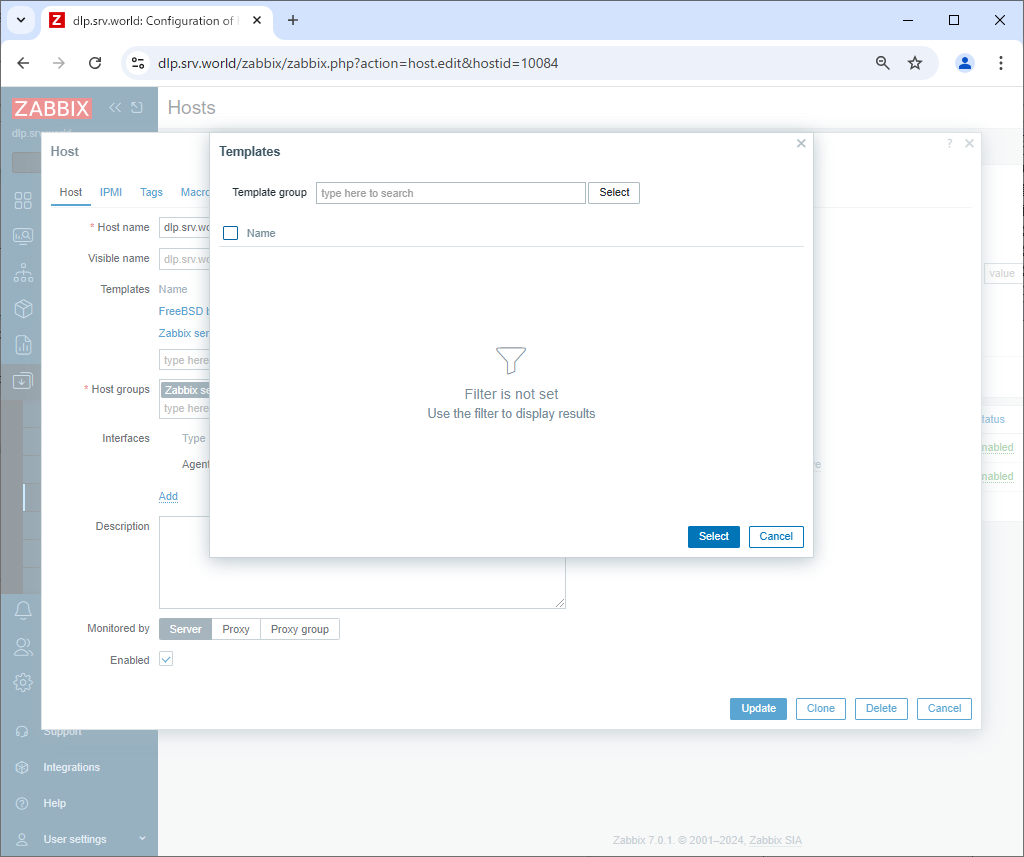 dlp.srv.world: Configuration of
dlp.srv.world/zabbix/zabbix.php?action=host.edit&hostid=10084
ZABBIX
Hosts
dlp.srv.world
Host
Templates
Template group type here to search Select
Host IPMI Tags Macro
Name
* Host name dlp.srv.wo
Visible name dlp.srv.wo
value
Templates Name
FreeBSD
Zabbix ser
type here
Filter is not set
* Host groups Zabbix se
type here
Use the filter to display results
tatus
Interfaces Type
nabled
Agent
nabled
Add
Description
Select Cancel
Monitored by Server Proxy Proxy group
Enabled
Update Clone Delete Cancel
Support
Integrations
Help
User settings
Zabbix 7.0.1. © 2001–2024, Zabbix SIA